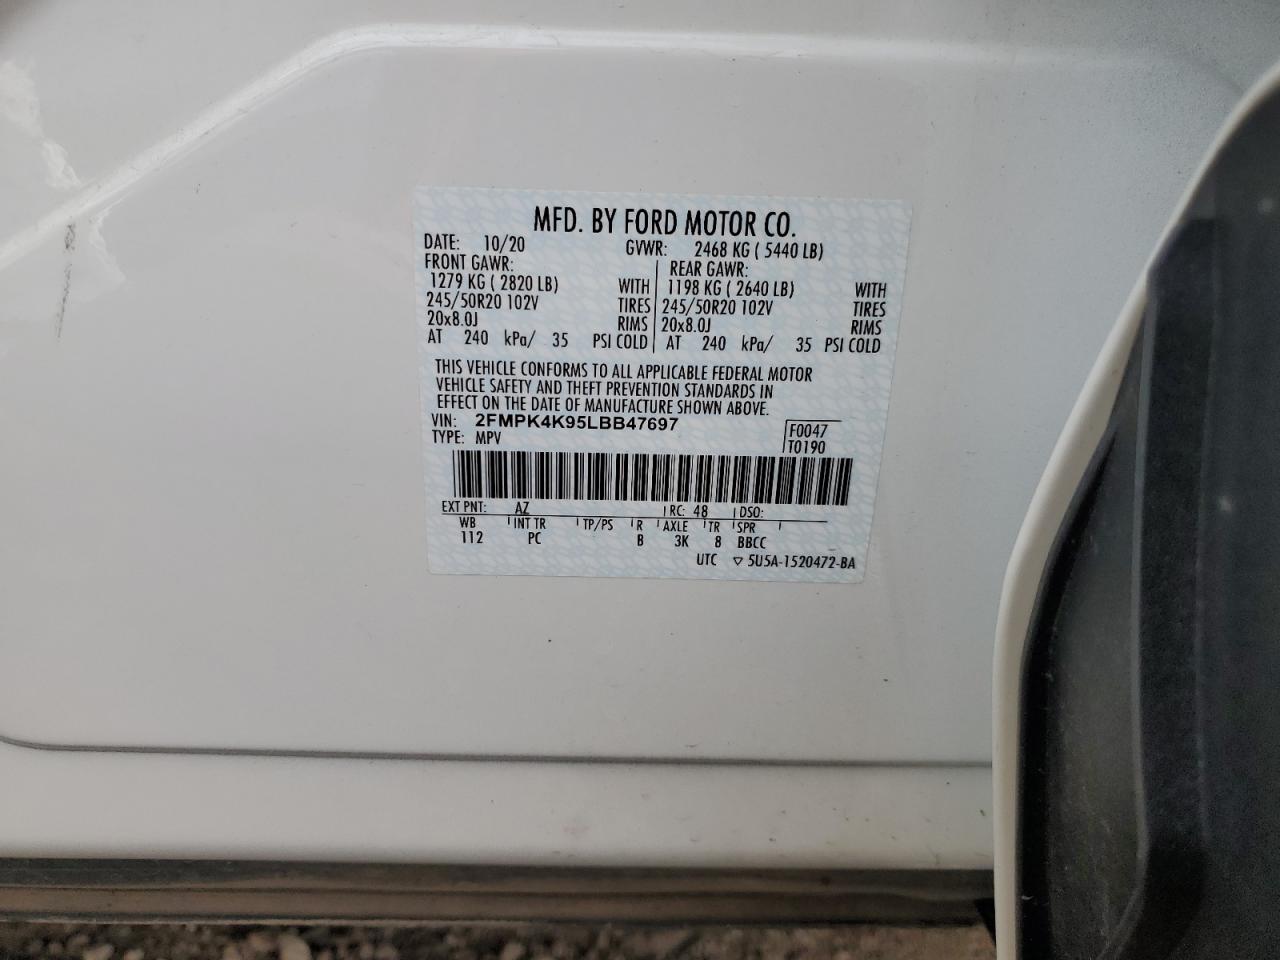 MFD. BY FORD MOTOR CO.
DATE: 10/20 GVWR: 2468 KG ( 5440 LB)
FRONT GAWR: REAR GAWR:
1279 KG ( 2820 LB) WITH 1198 KG ( 2640 LB) WITH
245/50R20 102V TIRES 245/50R20 102V TIRES
20x8.0J RIMS 20x8.0J RIMS
AT 240 kPa/ 35 PSI COLD AT 240 kPa/ 35 PSI COLD
THIS VEHICLE CONFORMS TO ALL APPLICABLE FEDERAL MOTOR
VEHICLE SAFETY AND THEFT PREVENTION STANDARDS IN
EFFECT ON THE DATE OF MANUFACTURE SHOWN ABOVE.
VIN: 2FMPK4K95LBB47697 F0047
TYPE: MPV T0190
EXT PNT: AZ RC: 48 DSO:
WB INT TR TP/PS R AXLE TR SPR
112 PC B 3K 8 BBCC
UTC ▽ 5U5A-1520472-BA